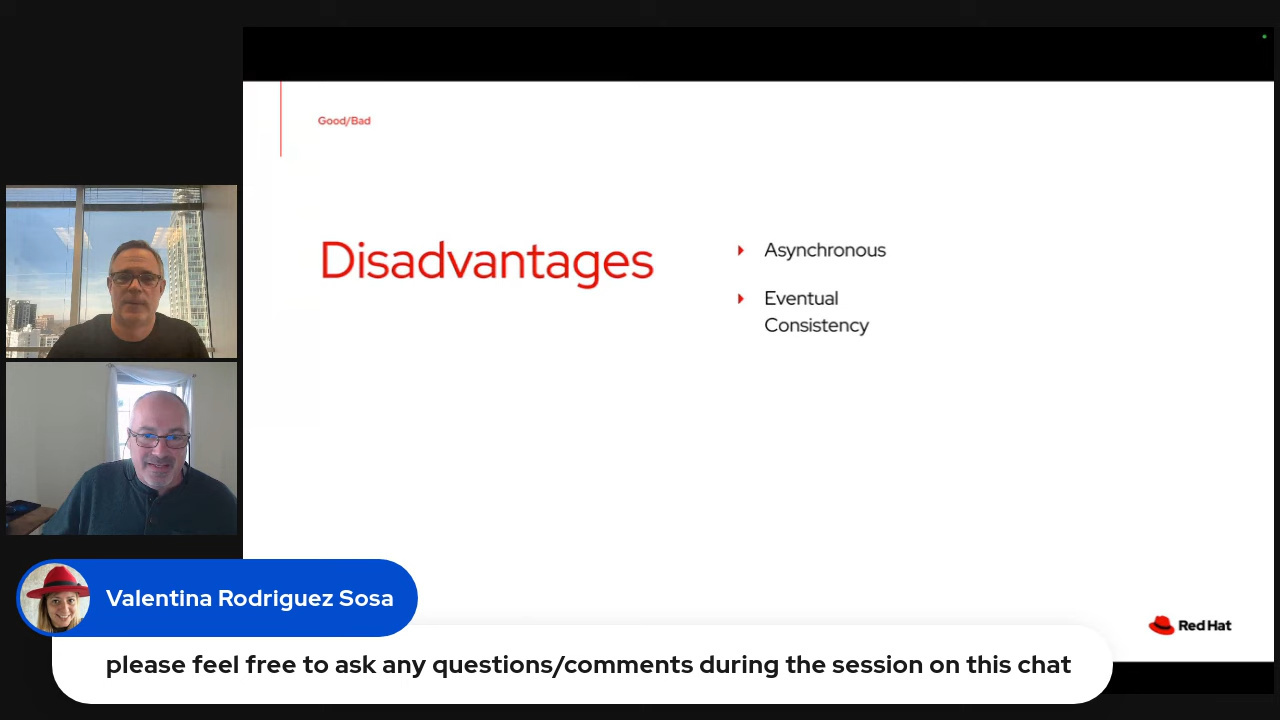 Good/Bad
Disadvantages
Asynchronous
Eventual
Consistency
Red Hat
Valentina Rodriguez Sosa
please feel free to ask any questions/comments during the session on this chat